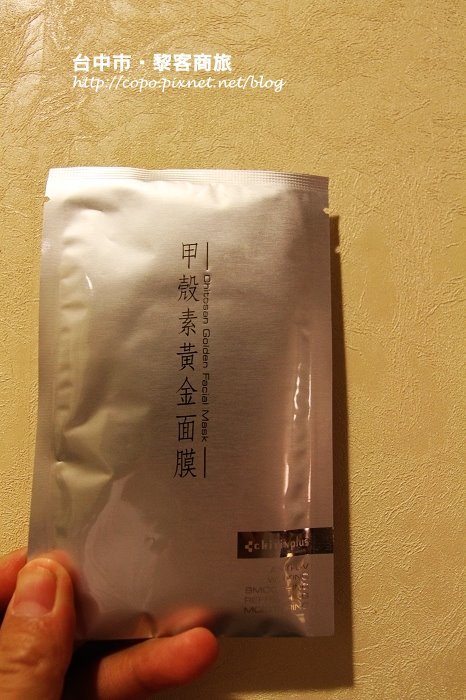 台中市‧黎客商旅
http://copo.pixnet.net/blog
甲殼素黃金面膜
Chitosan Golden Facial Mask
chitinplus